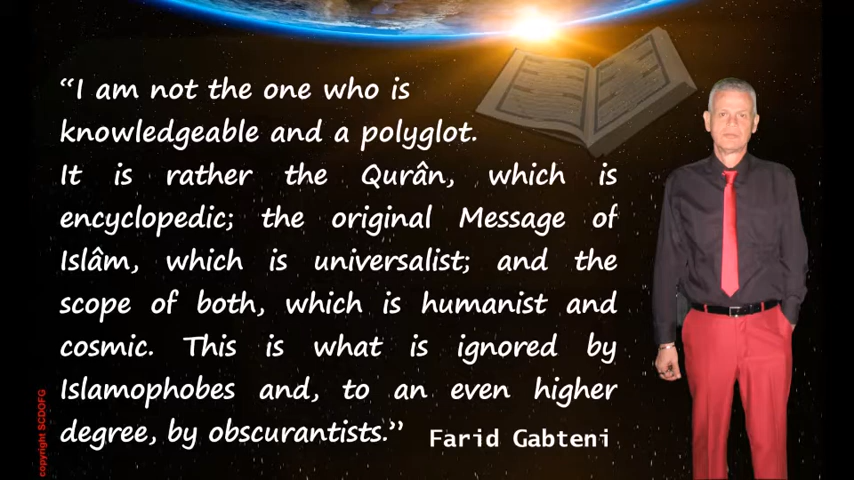 “I am not the one who is
knowledgeable and a polyglot.
It is rather the Qurân, which is
encyclopedic; the original Message of
Islâm, which is universalist; and the
scope of both, which is humanist and
cosmic. This is what is ignored by
Islamophobes and, to an even higher
degree, by obscurantists.”
Farid Gabteni
copyright SCDOFG